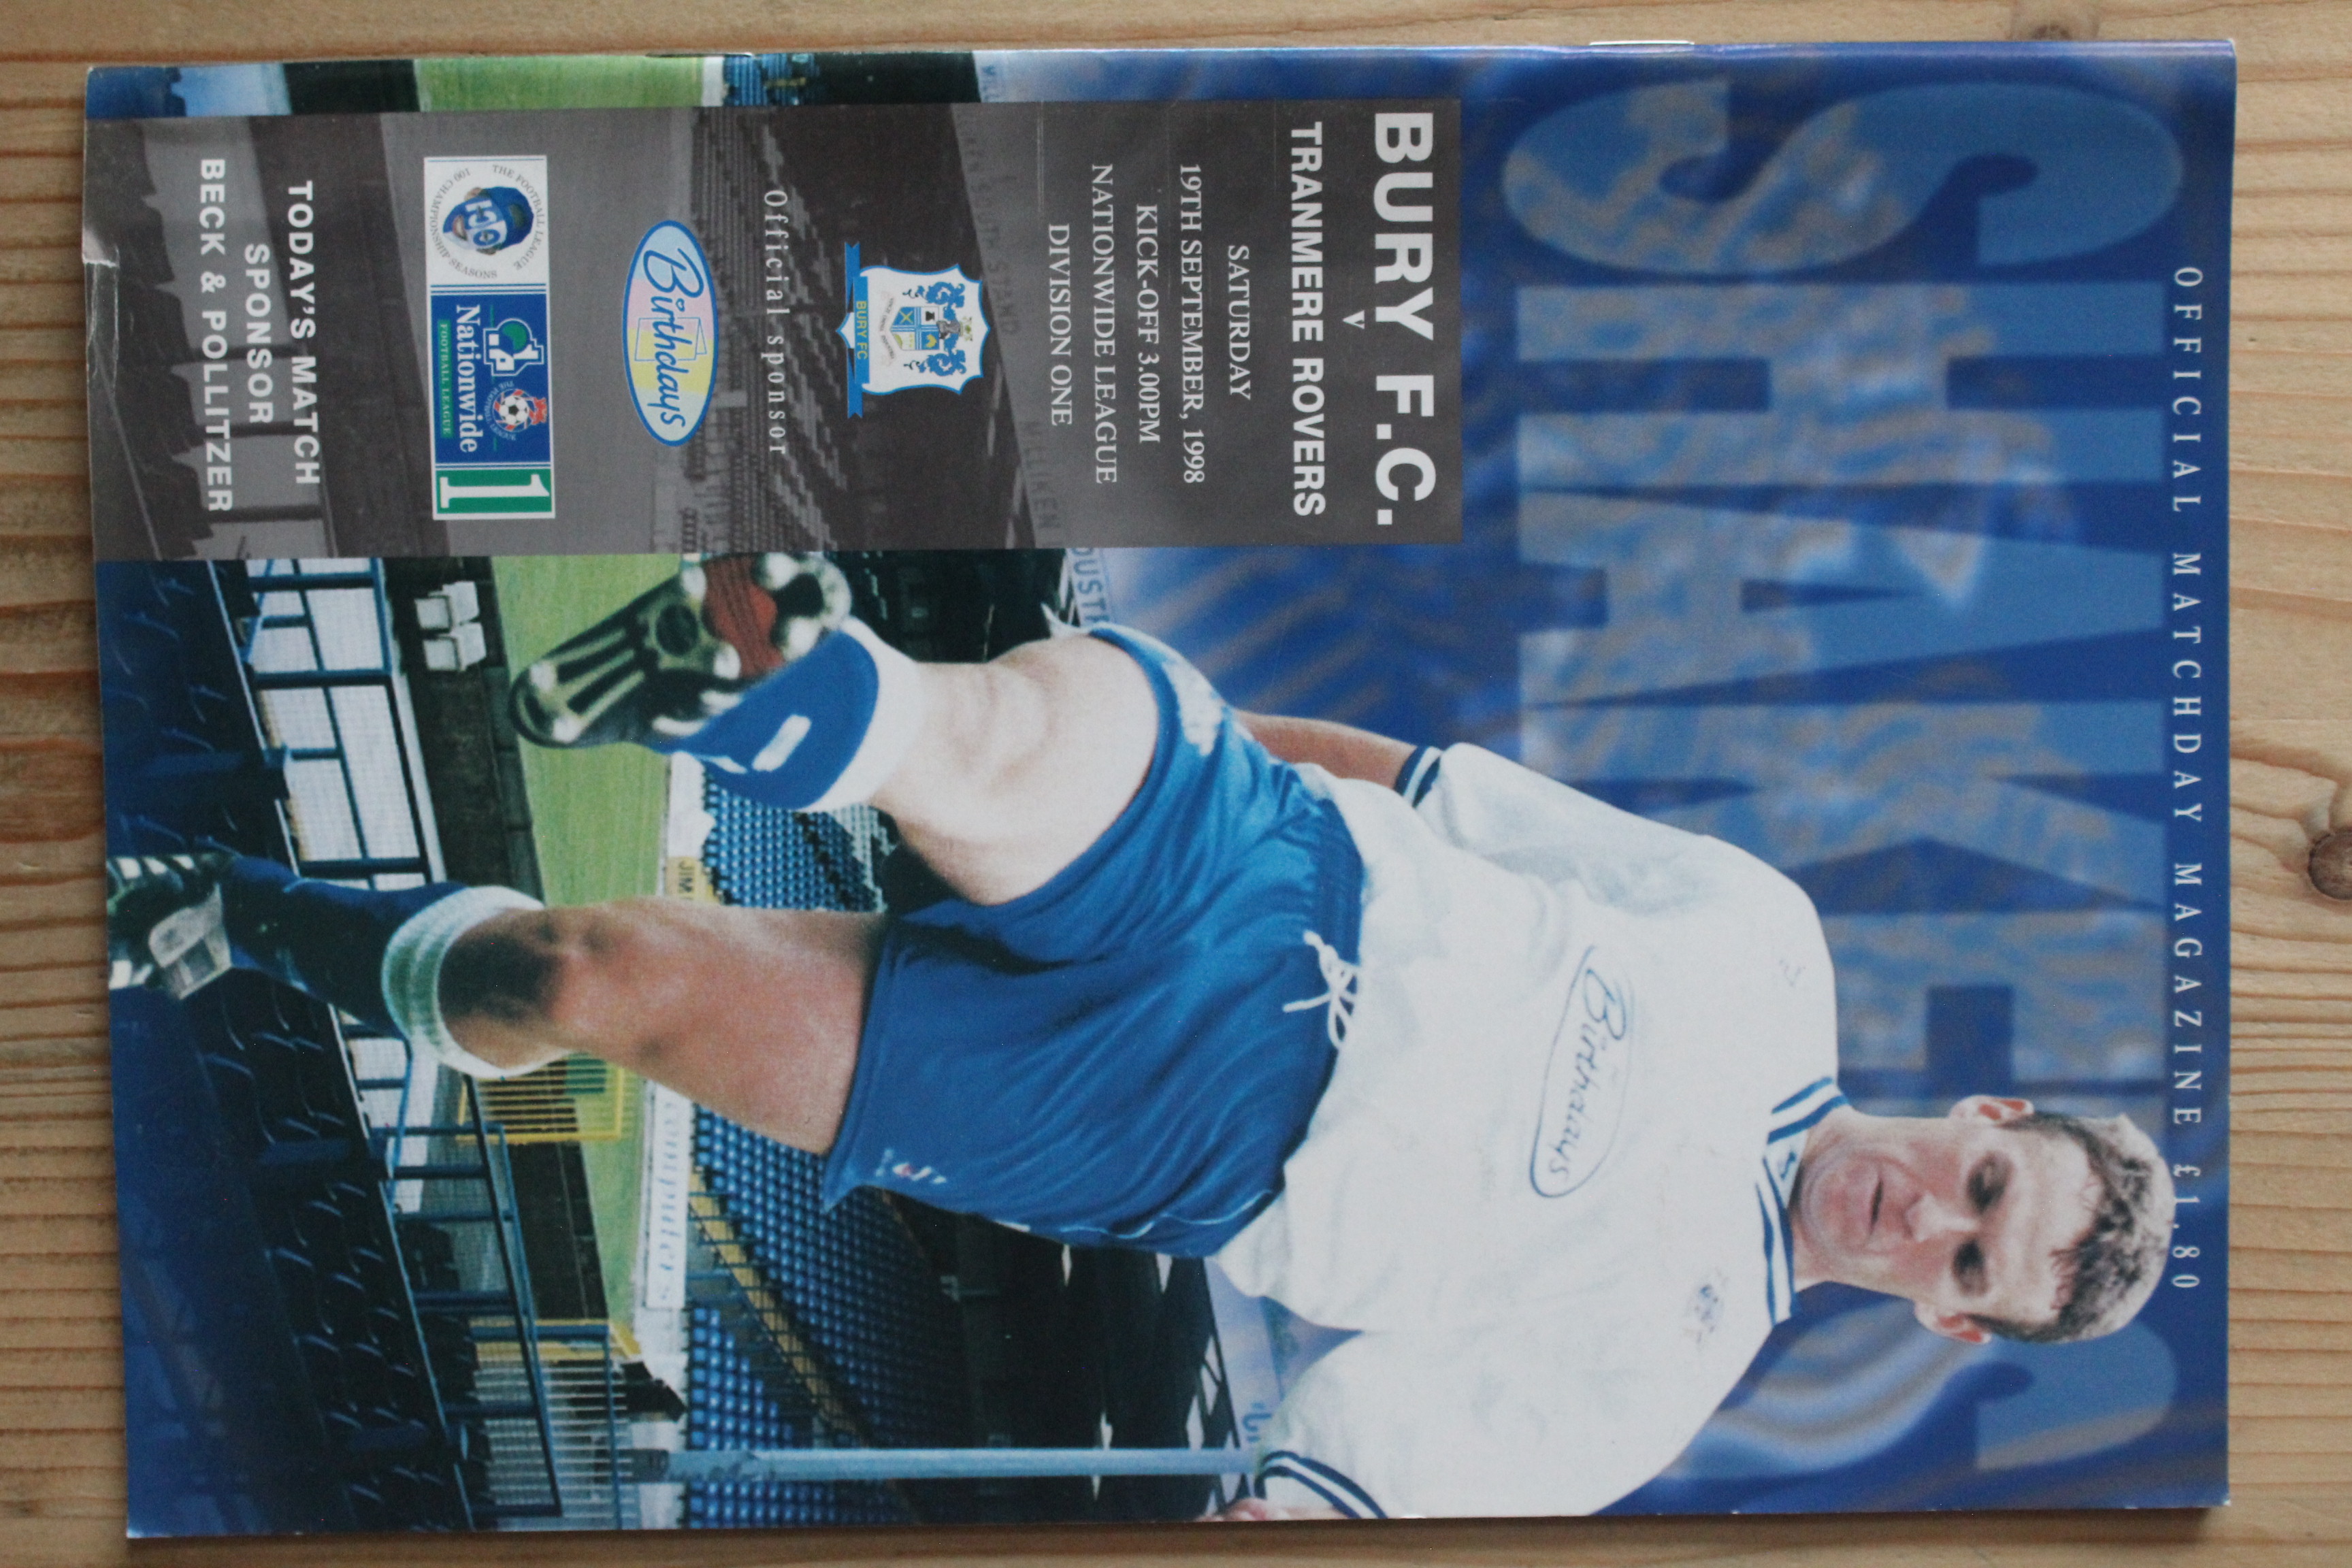 OFFICIAL MATCHDAY MAGAZINE £1.80
SHAKERS
BURY F.C.
V
TRANMERE ROVERS
SATURDAY
19TH SEPTEMBER, 1998
KICK-OFF 3.00PM
NATIONWIDE LEAGUE
DIVISION ONE
BURY FC
Official sponsor
Birthdays
THE FOOTBALL LEAGUE
100 CHAMPIONSHIP SEASONS
Nationwide
FOOTBALL LEAGUE
1
TODAY'S MATCH
SPONSOR
BECK & POLLITZER
Birthdays
JIM
computers